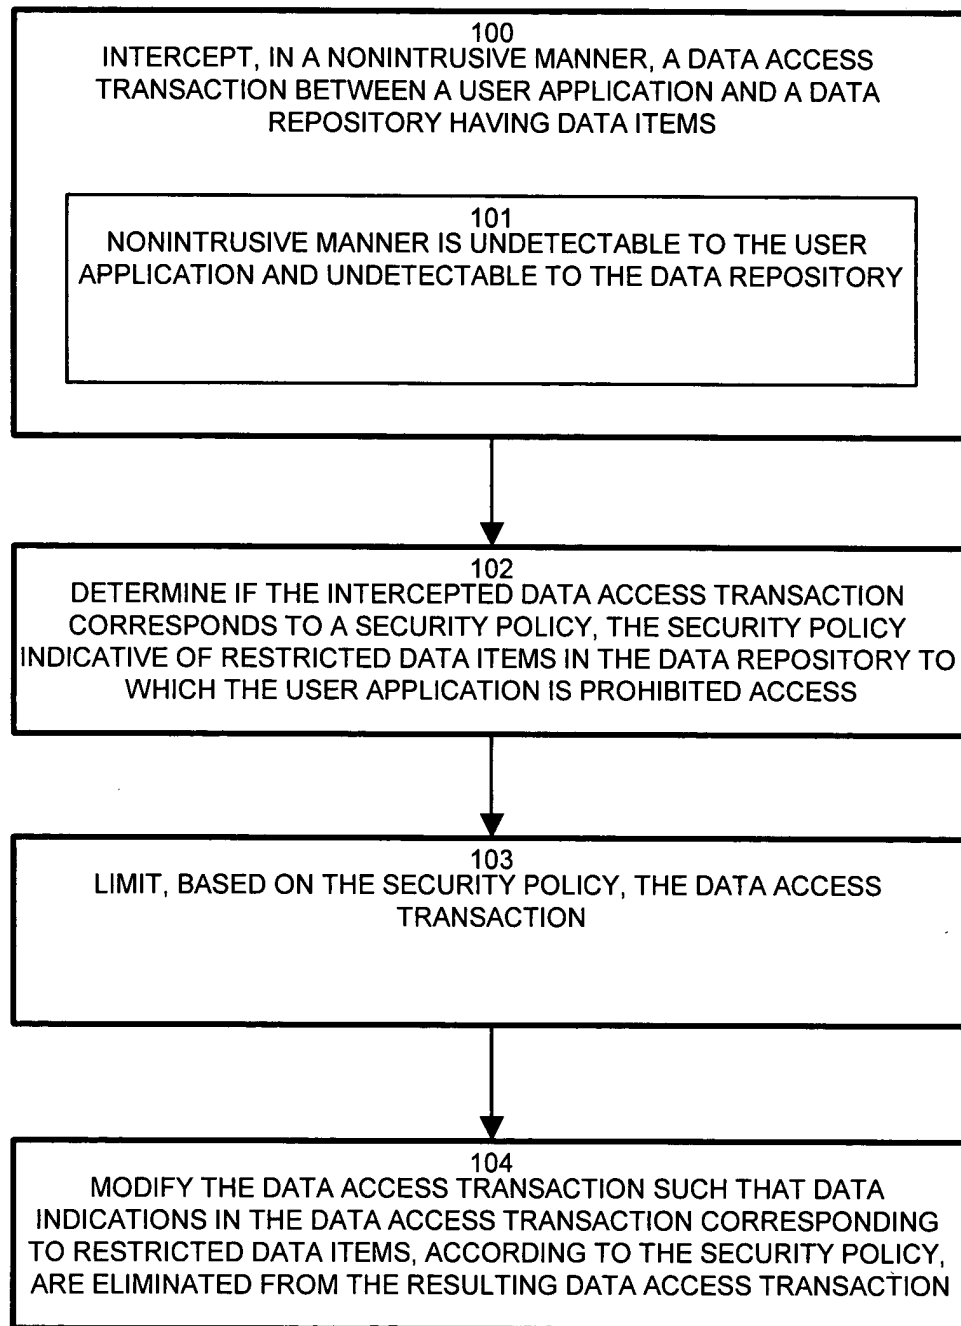 100
INTERCEPT, IN A NONINTRUSIVE MANNER, A DATA ACCESS
TRANSACTION BETWEEN A USER APPLICATION AND A DATA
REPOSITORY HAVING DATA ITEMS
101
NONINTRUSIVE MANNER IS UNDETECTABLE TO THE USER
APPLICATION AND UNDETECTABLE TO THE DATA REPOSITORY
102
DETERMINE IF THE INTERCEPTED DATA ACCESS TRANSACTION
CORRESPONDS TO A SECURITY POLICY, THE SECURITY POLICY
INDICATIVE OF RESTRICTED DATA ITEMS IN THE DATA REPOSITORY TO
WHICH THE USER APPLICATION IS PROHIBITED ACCESS
103
LIMIT, BASED ON THE SECURITY POLICY, THE DATA ACCESS
TRANSACTION
104
MODIFY THE DATA ACCESS TRANSACTION SUCH THAT DATA
INDICATIONS IN THE DATA ACCESS TRANSACTION CORRESPONDING
TO RESTRICTED DATA ITEMS, ACCORDING TO THE SECURITY POLICY,
ARE ELIMINATED FROM THE RESULTING DATA ACCESS TRANSACTION